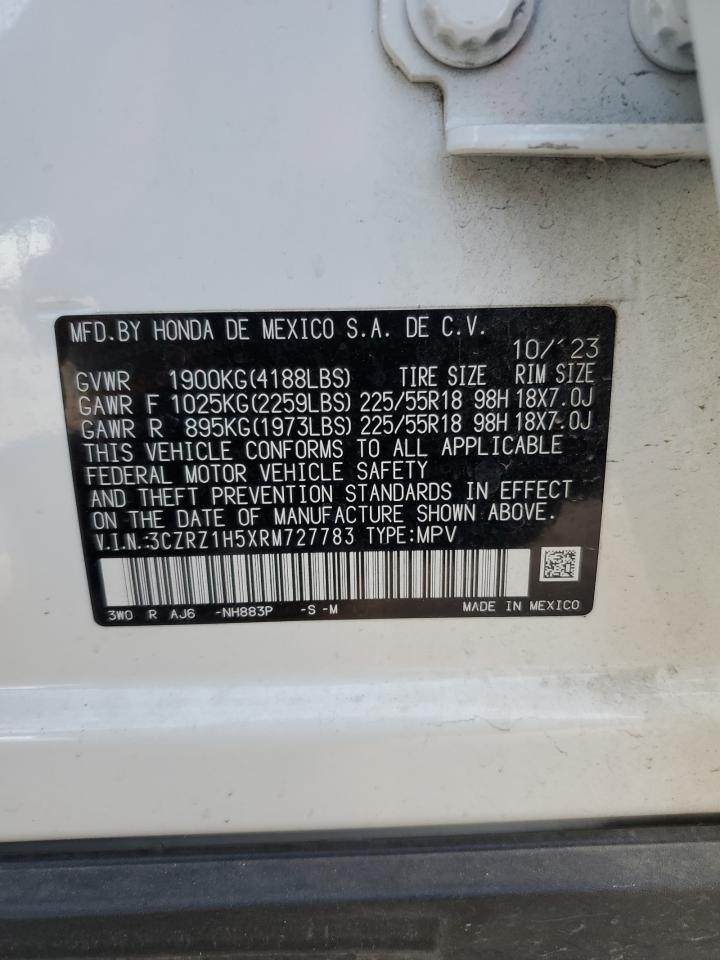 MFD.BY HONDA DE MEXICO S.A. DE C.V.
10/'23
GVWR 1900KG(4188LBS) TIRE SIZE RIM SIZE
GAWR F 1025KG(2259LBS) 225/55R18 98H 18X7.0J
GAWR R 895KG(1973LBS) 225/55R18 98H 18X7.0J
THIS VEHICLE CONFORMS TO ALL APPLICABLE
FEDERAL MOTOR VEHICLE SAFETY
AND THEFT PREVENTION STANDARDS IN EFFECT
ON THE DATE OF MANUFACTURE SHOWN ABOVE.
V.I.N.:3CZRZ1H5XRM727783 TYPE:MPV
3W0 R AJ6 -NH883P -S -M MADE IN MEXICO